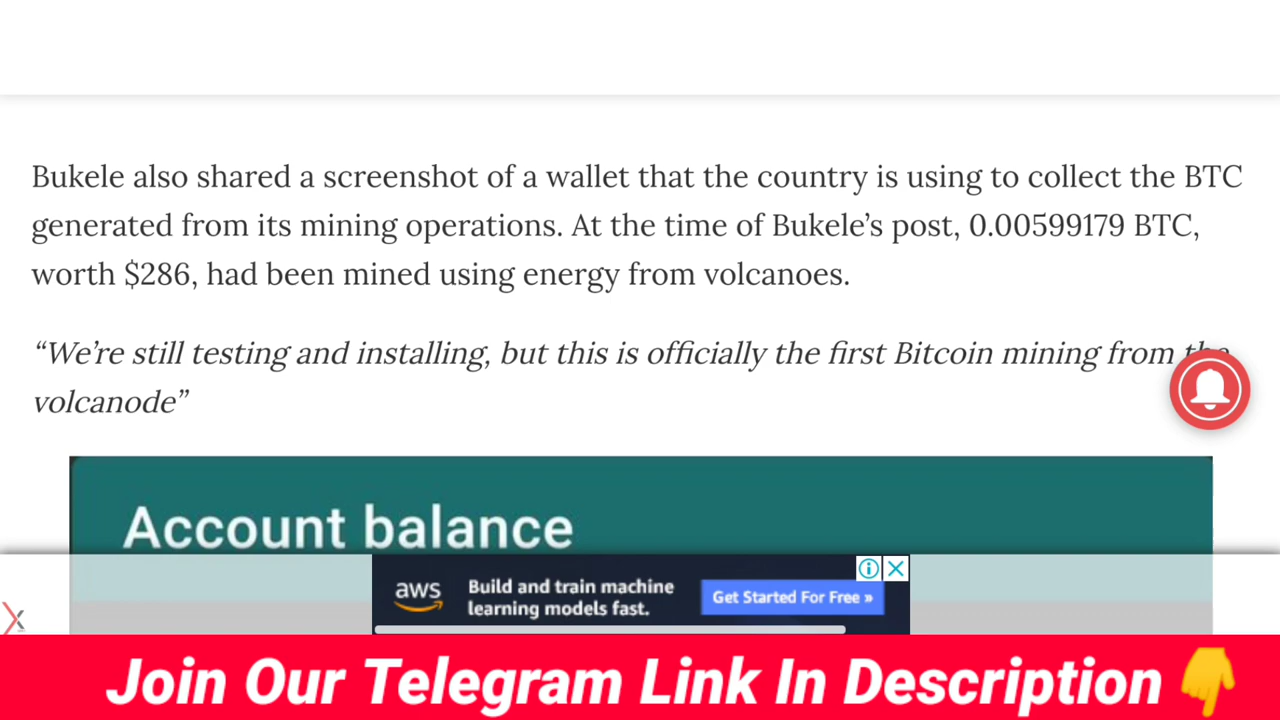 Bukele also shared a screenshot of a wallet that the country is using to collect the BTC
generated from its mining operations. At the time of Bukele’s post, 0.00599179 BTC,
worth $286, had been mined using energy from volcanoes.
“We’re still testing and installing, but this is officially the first Bitcoin mining from the
volcanode”
Account balance
aws
Build and train machine
learning models fast.
Get Started For Free »
Join Our Telegram Link In Description